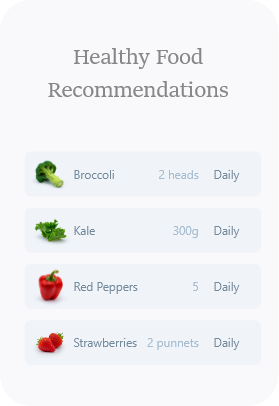 Healthy Food
Recommendations
Broccoli 2 heads Daily
Kale 300g Daily
Red Peppers 5 Daily
Strawberries 2 punnets Daily